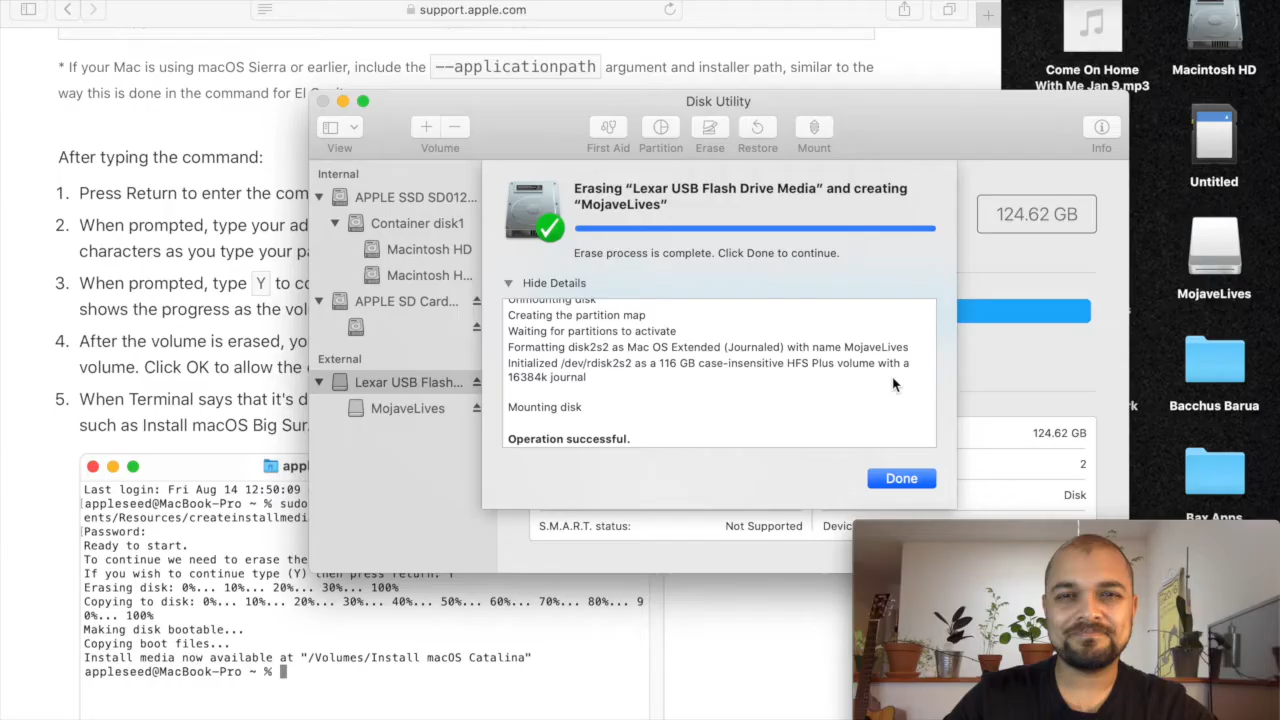 support.apple.com
* If your Mac is using macOS Sierra or earlier, include the --applicationpath argument and installer path, similar to the
way this is done in the command for El
After typing the command:
1. Press Return to enter the com
2. When prompted, type your ad
characters as you type your pa
3. When prompted, type Y to co
shows the progress as the vol
4. After the volume is erased, yo
volume. Click OK to allow the
5. When Terminal says that it's d
such as Install macOS Big Sur.
appl
Last login: Fri Aug 14 12:50:09
[appleseed@MacBook-Pro ~ % sudo
ents/Resources/createinstallmedi
[Password:
Ready to start.
To continue we need to erase the
If you wish to continue type (Y) then press return: Y
Erasing disk: 0%... 10%... 20%... 30%... 100%
Copying to disk: 0%... 10%... 20%... 30%... 40%... 50%... 60%... 70%... 80%... 9
0%... 100%
Making disk bootable...
Copying boot files...
Install media now available at "/Volumes/Install macOS Catalina"
appleseed@MacBook-Pro ~ %
Disk Utility
View
Volume
First Aid
Partition
Erase
Restore
Mount
Info
Internal
APPLE SSD SD012...
Container disk1
Macintosh HD
Macintosh H...
APPLE SD Card...
External
Lexar USB Flash...
MojaveLives
Erasing “Lexar USB Flash Drive Media” and creating
“MojaveLives”
Erase process is complete. Click Done to continue.
Hide Details
Unmounting disk
Creating the partition map
Waiting for partitions to activate
Formatting disk2s2 as Mac OS Extended (Journaled) with name MojaveLives
Initialized /dev/rdisk2s2 as a 116 GB case-insensitive HFS Plus volume with a
16384k journal
Mounting disk
Operation successful.
Done
124.62 GB
124.62 GB
2
Disk
S.M.A.R.T. status:
Not Supported
Devic
Come On Home
With Me Jan 9.mp3
Macintosh HD
Untitled
MojaveLives
Bacchus Barua
Bax Apps